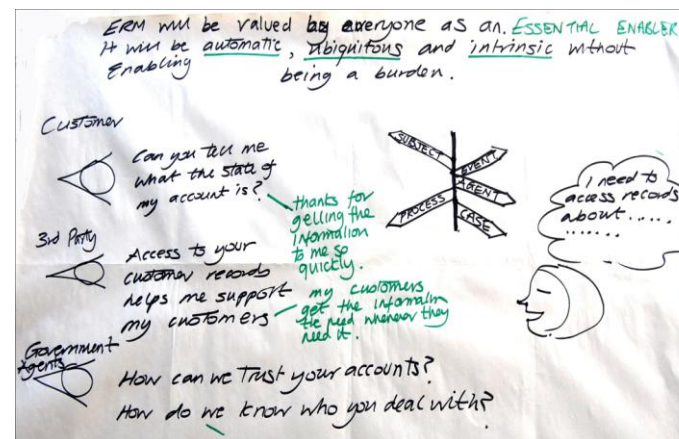 ERM will be valued by everyone as an. ESSENTIAL ENABLER
It will be automatic, ubiquitous and intrinsic without
Enabling being a burden.
Customer
Can you tell me
what the state of
my account is?
thanks for
getting the
information
to me so
quickly.
3rd Party
Access to your
customer records
helps me support
my customers
my customers
get the information
the need whenever they
need it.
Government
Agents
How can we Trust your accounts?
How do we know who you deal with?
SUBJECT
EVENT
AGENT
PROCESS
CASE
I need to
access records
about.....
.......